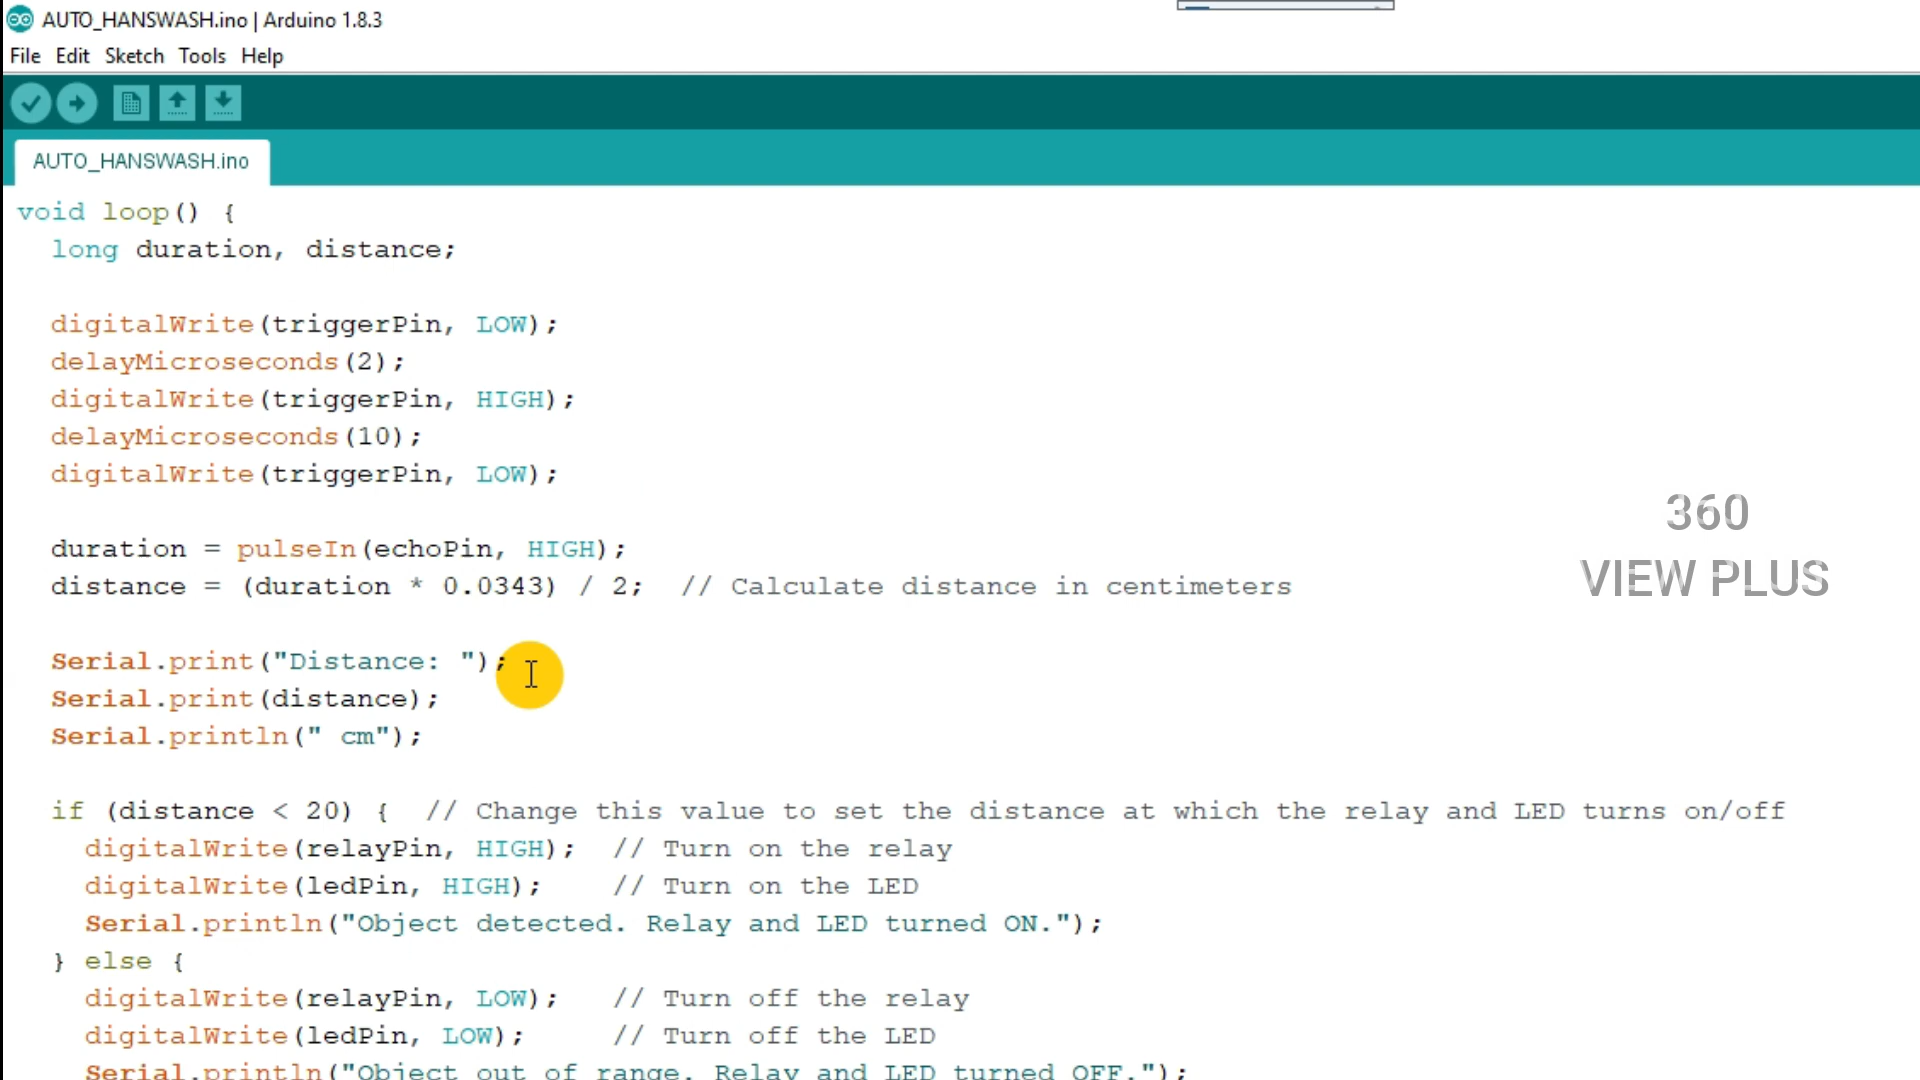 AUTO_HANSWASH.ino | Arduino 1.8.3
File Edit Sketch Tools Help
AUTO_HANSWASH.ino
void loop() {
  long duration, distance;
  digitalWrite(triggerPin, LOW);
  delayMicroseconds(2);
  digitalWrite(triggerPin, HIGH);
  delayMicroseconds(10);
  digitalWrite(triggerPin, LOW);
  duration = pulseIn(echoPin, HIGH);
  distance = (duration * 0.0343) / 2;  // Calculate distance in centimeters
  Serial.print("Distance: ");
  Serial.print(distance);
  Serial.println(" cm");
  if (distance < 20) {  // Change this value to set the distance at which the relay and LED turns on/off
    digitalWrite(relayPin, HIGH);  // Turn on the relay
    digitalWrite(ledPin, HIGH);    // Turn on the LED
    Serial.println("Object detected. Relay and LED turned ON.");
  } else {
    digitalWrite(relayPin, LOW);   // Turn off the relay
    digitalWrite(ledPin, LOW);     // Turn off the LED
    Serial.println("Object out of range. Relay and LED turned OFF.");
360
VIEW PLUS